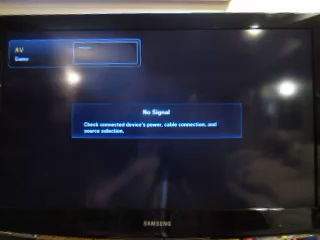 AV
Game
No Signal
Check connected device's power, cable connection, and
source selection.
SAMSUNG